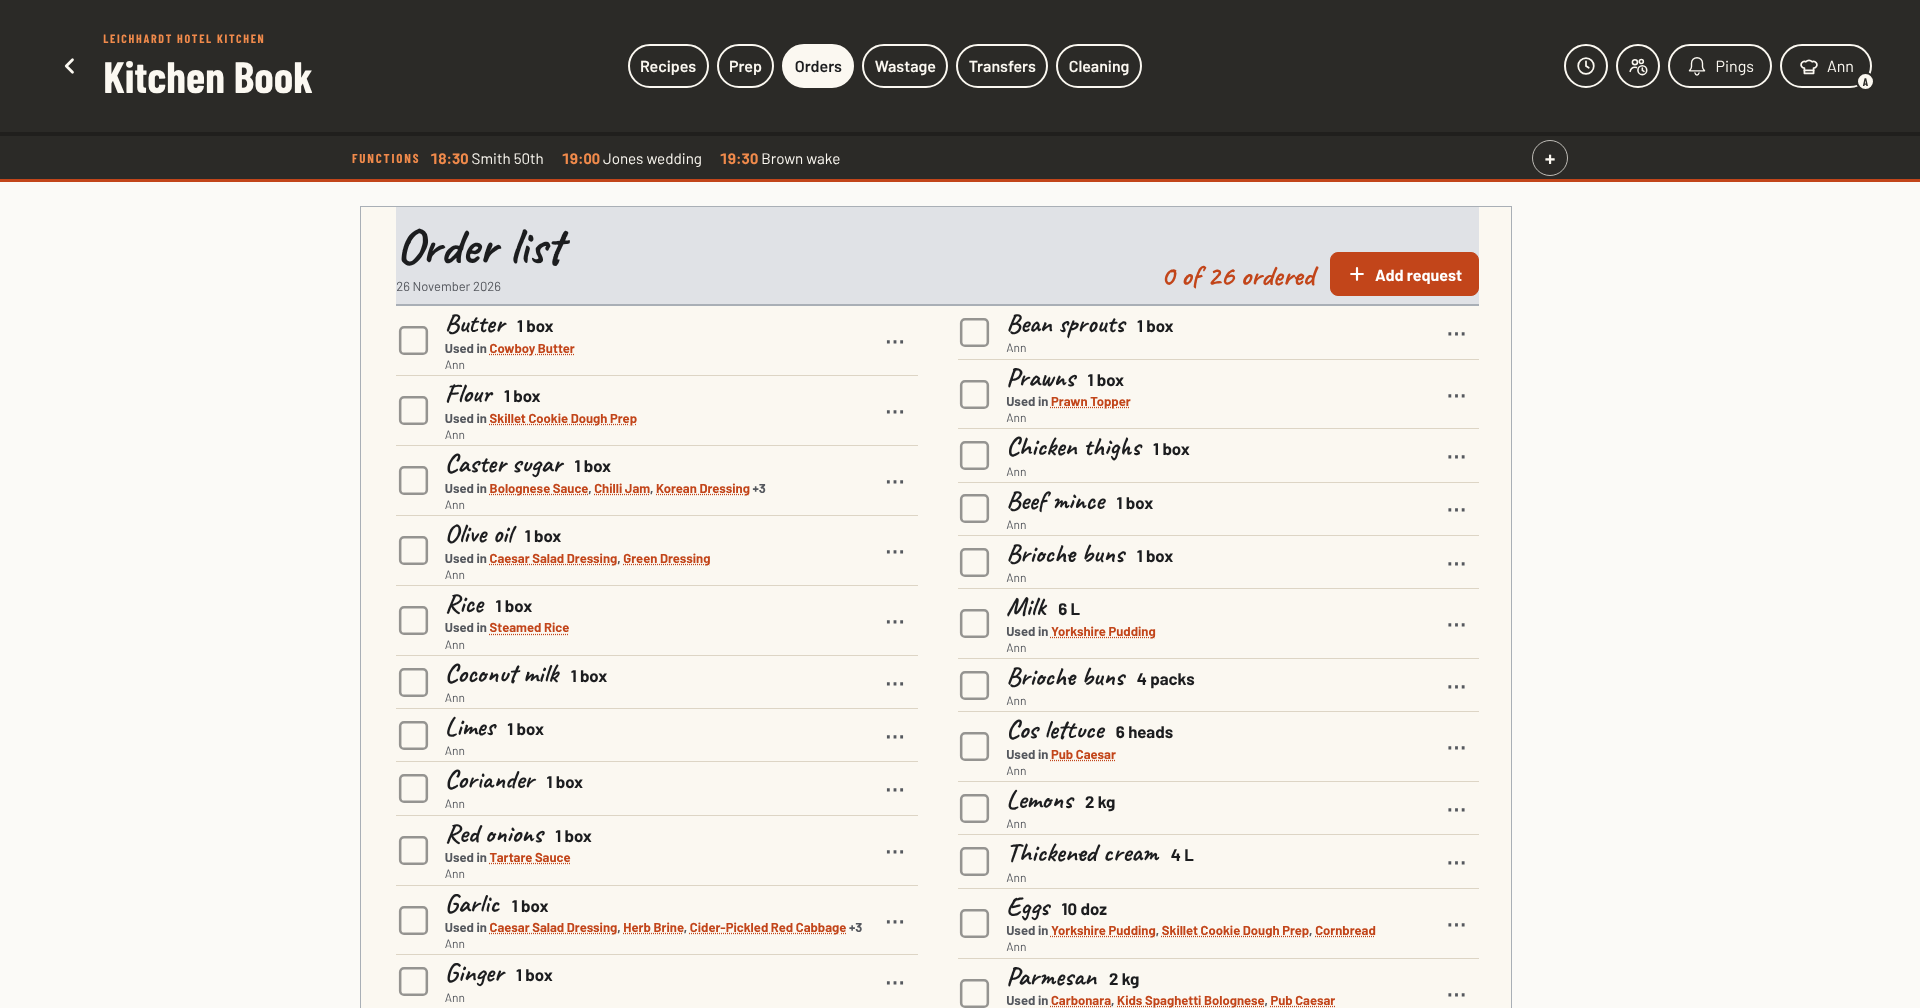 LEICHHARDT HOTEL KITCHEN
Kitchen Book
Recipes Prep Orders Wastage Transfers Cleaning
Pings Ann
A
FUNCTIONS 18:30 Smith 50th 19:00 Jones wedding 19:30 Brown wake
+
Order list
26 November 2026
0 of 26 ordered
+ Add request
Butter 1 box
Used in Cowboy Butter
Ann
Flour 1 box
Used in Skillet Cookie Dough Prep
Ann
Caster sugar 1 box
Used in Bolognese Sauce, Chilli Jam, Korean Dressing +3
Ann
Olive oil 1 box
Used in Caesar Salad Dressing, Green Dressing
Ann
Rice 1 box
Used in Steamed Rice
Ann
Coconut milk 1 box
Ann
Limes 1 box
Ann
Coriander 1 box
Ann
Red onions 1 box
Used in Tartare Sauce
Ann
Garlic 1 box
Used in Caesar Salad Dressing, Herb Brine, Cider-Pickled Red Cabbage +3
Ann
Ginger 1 box
Ann
Bean sprouts 1 box
Ann
Prawns 1 box
Used in Prawn Topper
Ann
Chicken thighs 1 box
Ann
Beef mince 1 box
Ann
Brioche buns 1 box
Ann
Milk 6 L
Used in Yorkshire Pudding
Ann
Brioche buns 4 packs
Ann
Cos lettuce 6 heads
Used in Pub Caesar
Ann
Lemons 2 kg
Ann
Thickened cream 4 L
Ann
Eggs 10 doz
Used in Yorkshire Pudding, Skillet Cookie Dough Prep, Cornbread
Ann
Parmesan 2 kg
Used in Carbonara, Kids Spaghetti Bolognese, Pub Caesar